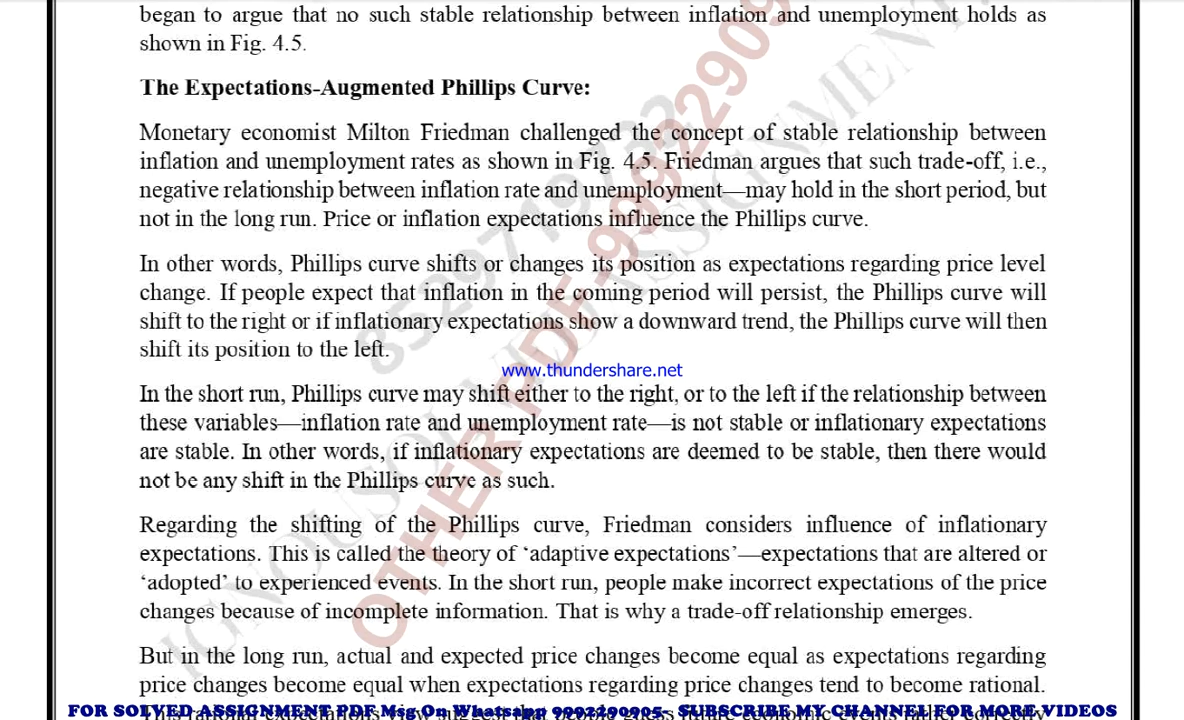 began to argue that no such stable relationship between inflation and unemployment holds as
shown in Fig. 4.5.
The Expectations-Augmented Phillips Curve:
Monetary economist Milton Friedman challenged the concept of stable relationship between
inflation and unemployment rates as shown in Fig. 4.5. Friedman argues that such trade-off, i.e.,
negative relationship between inflation rate and unemployment—may hold in the short period, but
not in the long run. Price or inflation expectations influence the Phillips curve.
In other words, Phillips curve shifts or changes its position as expectations regarding price level
change. If people expect that inflation in the coming period will persist, the Phillips curve will
shift to the right or if inflationary expectations show a downward trend, the Phillips curve will then
shift its position to the left.
www.thundershare.net
In the short run, Phillips curve may shift either to the right, or to the left if the relationship between
these variables—inflation rate and unemployment rate—is not stable or inflationary expectations
are stable. In other words, if inflationary expectations are deemed to be stable, then there would
not be any shift in the Phillips curve as such.
Regarding the shifting of the Phillips curve, Friedman considers influence of inflationary
expectations. This is called the theory of ‘adaptive expectations’—expectations that are altered or
‘adopted’ to experienced events. In the short run, people make incorrect expectations of the price
changes because of incomplete information. That is why a trade-off relationship emerges.
But in the long run, actual and expected price changes become equal as expectations regarding
price changes become equal when expectations regarding price changes tend to become rational.
FOR SOLVED ASSIGNMENT PDF Msg On Whatsapp 9992290905- SUBSCRIBE MY CHANNEL FOR MORE VIDEOS
8529719732
OTHER PDF-99922909